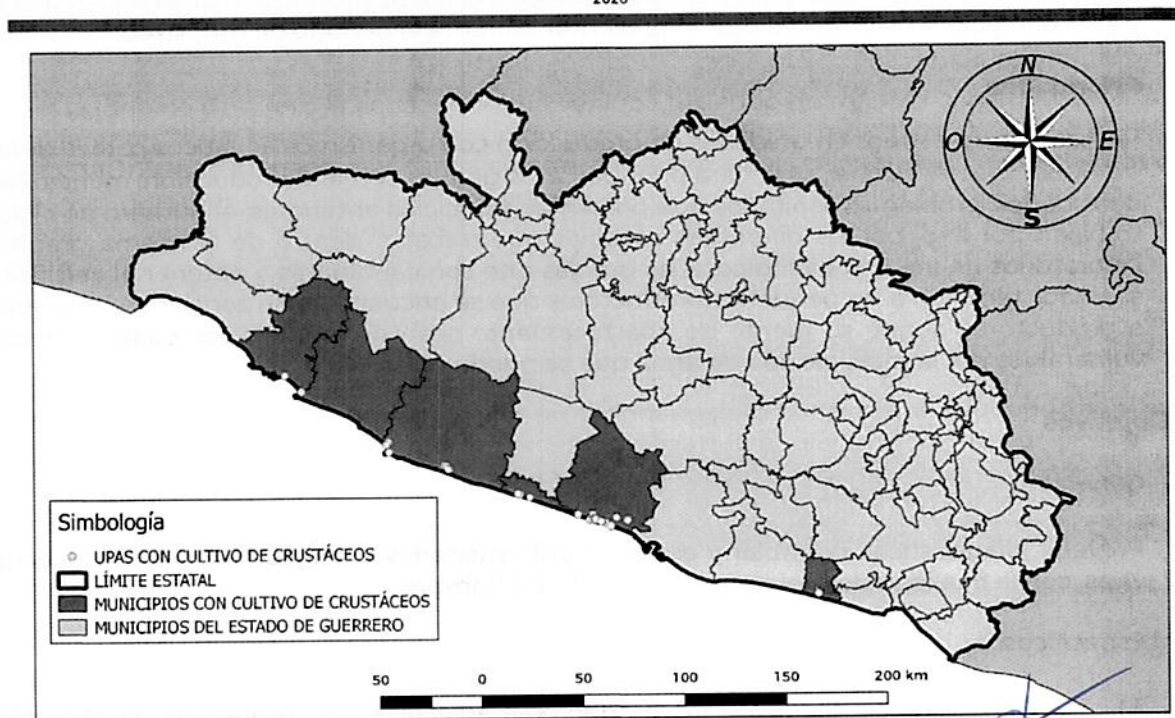 2026
N
O
E
S
Simbología
UPAS CON CULTIVO DE CRUSTÁCEOS
LÍMITE ESTATAL
MUNICIPIOS CON CULTIVO DE CRUSTÁCEOS
MUNICIPIOS DEL ESTADO DE GUERRERO
50 0 50 100 150 200 km